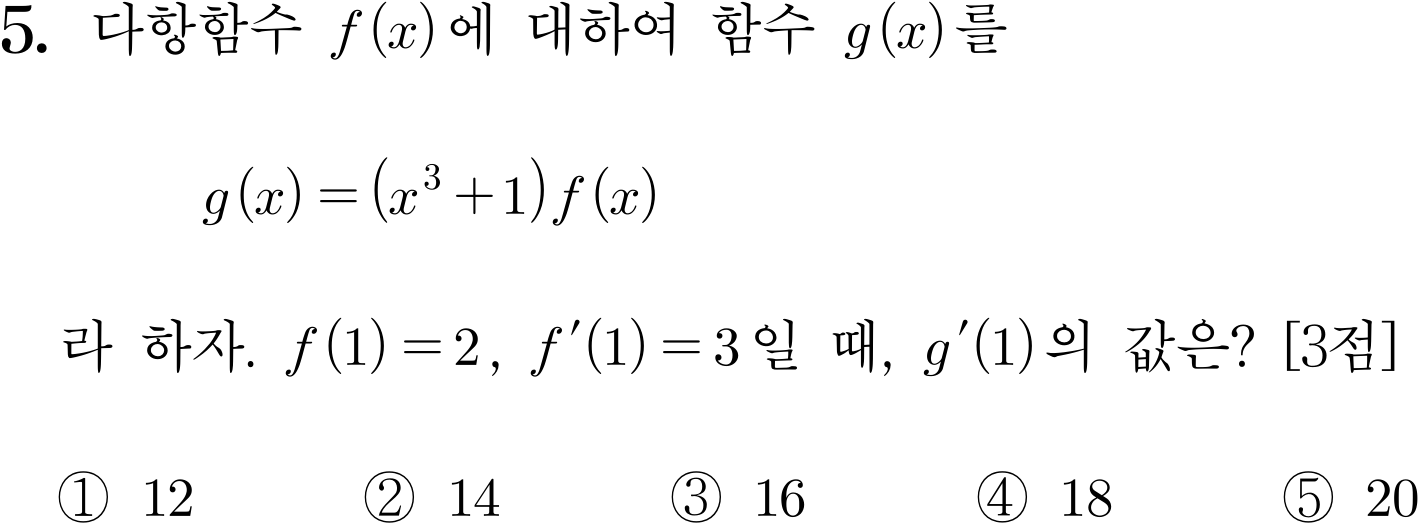 5. 다항함수 f(x)에 대하여 함수 g(x)를
g(x)=(x³+1)f(x)
라 하자. f(1)=2, f′(1)=3일 때, g′(1)의 값은? [3점]
① 12 ② 14 ③ 16 ④ 18 ⑤ 20